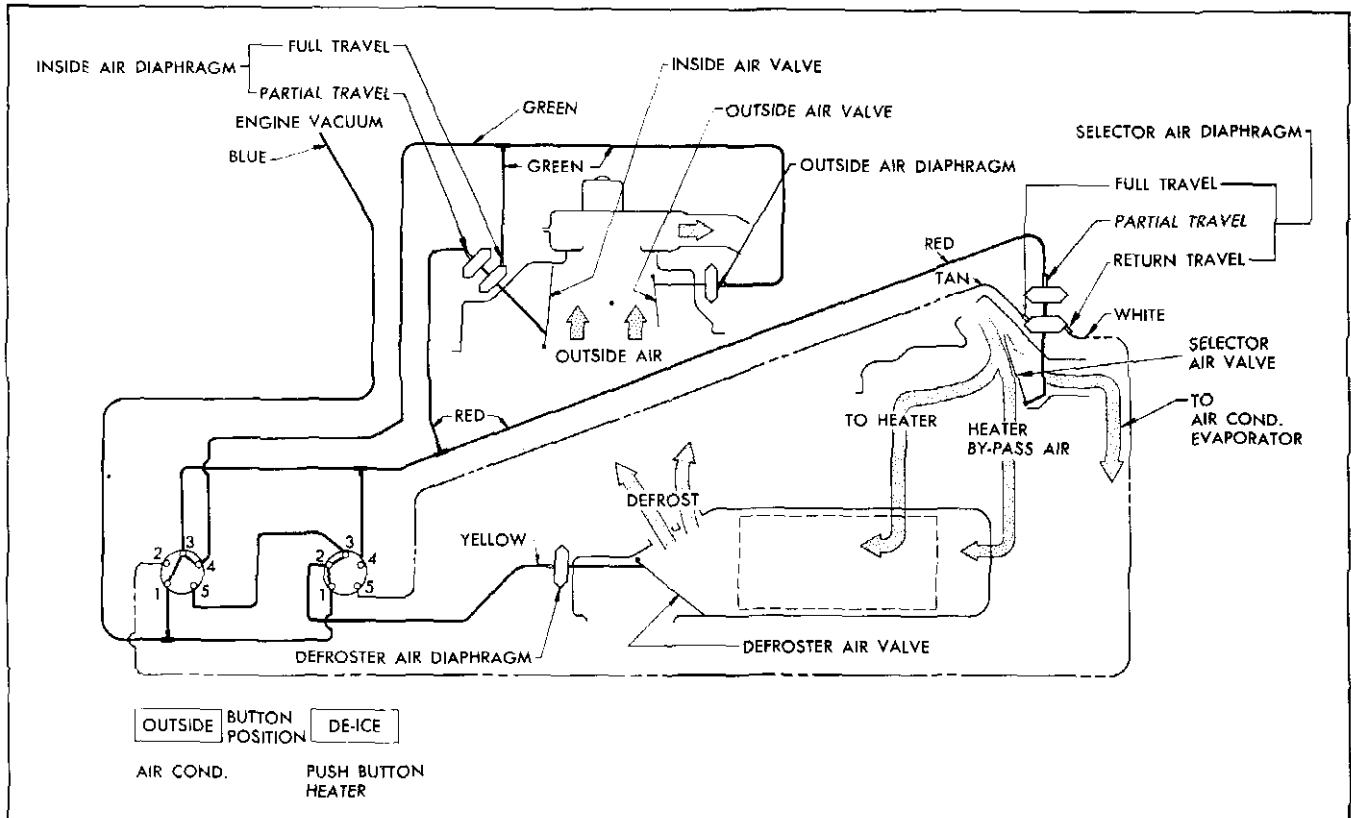 FULL TRAVEL
INSIDE AIR DIAPHRAGM
PARTIAL TRAVEL
ENGINE VACUUM
BLUE
GREEN
GREEN
INSIDE AIR VALVE
OUTSIDE AIR VALVE
OUTSIDE AIR DIAPHRAGM
SELECTOR AIR DIAPHRAGM
FULL TRAVEL
PARTIAL TRAVEL
RETURN TRAVEL
RED
TAN
WHITE
OUTSIDE AIR
SELECTOR
AIR VALVE
RED
TO HEATER
HEATER
BY-PASS AIR
TO
AIR COND.
EVAPORATOR
DEFROST
YELLOW
2
3
4
1
5
2
3
4
1
5
DEFROSTER AIR DIAPHRAGM
DEFROSTER AIR VALVE
OUTSIDE
BUTTON
POSITION
DE-ICE
AIR COND.
PUSH BUTTON
HEATER